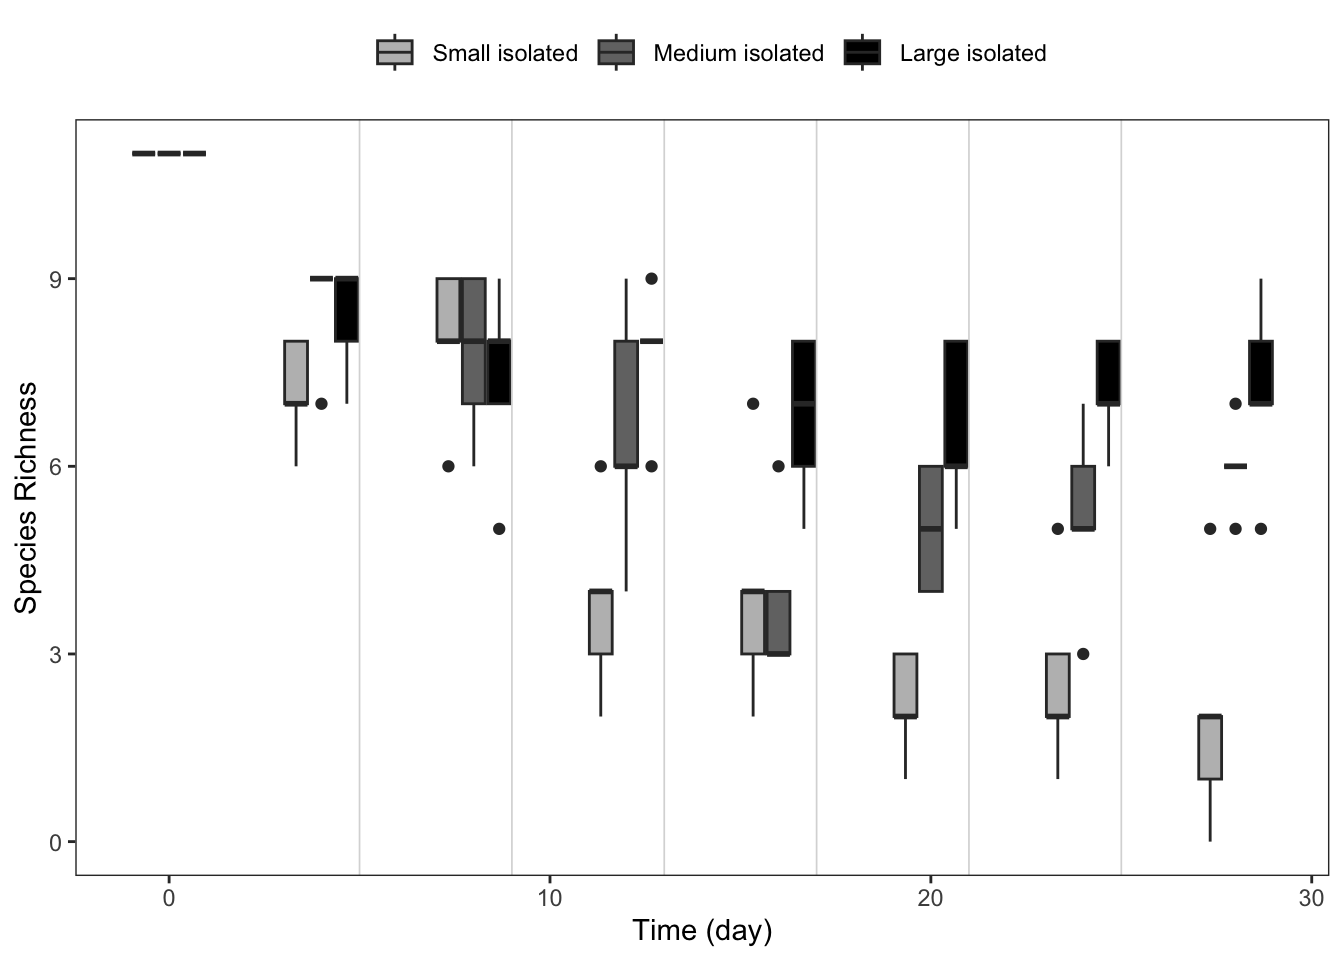 Small isolated Medium isolated Large isolated
Species Richness
9
6
3
0
0 10 20 30
Time (day)